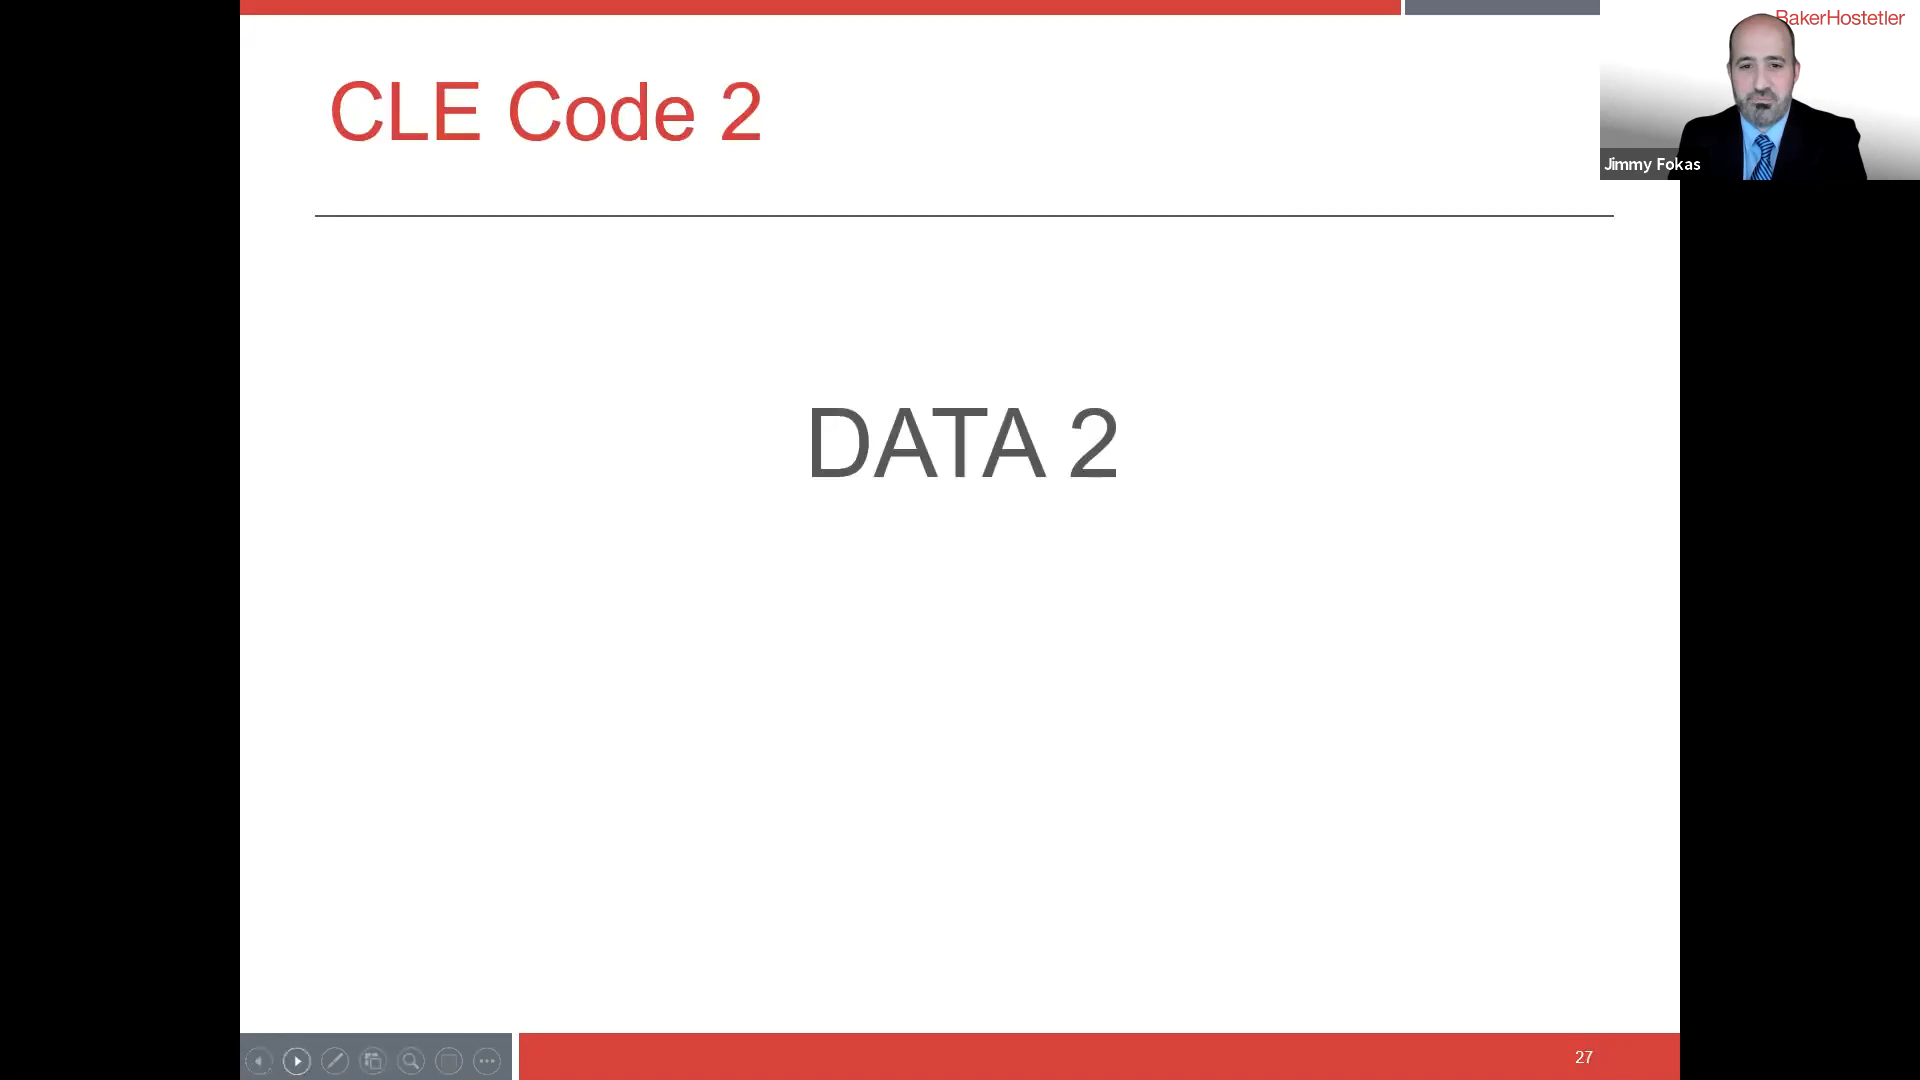 BakerHostetler
CLE Code 2
Jimmy Fokas
DATA 2
27